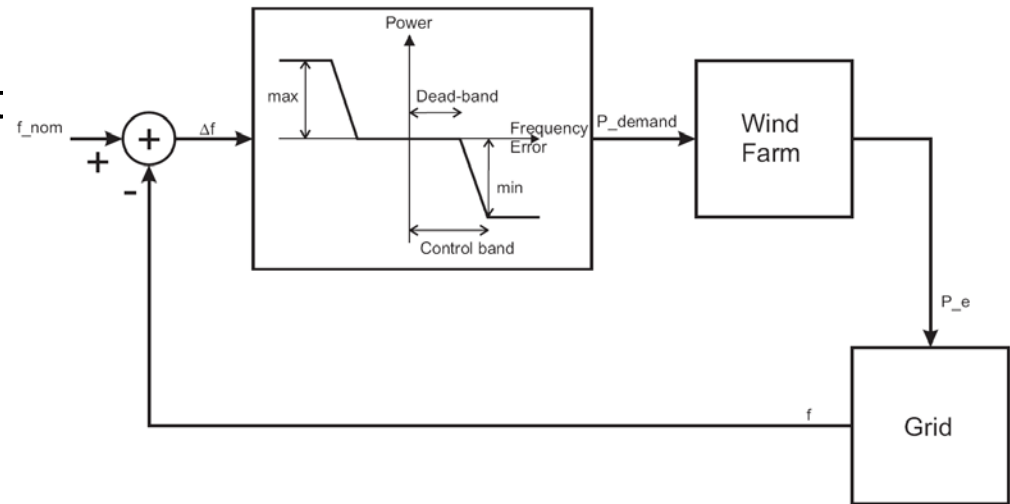 Power
max
Dead-band
f_nom
+
Δf
Frequency
Error
P_demand
Wind
Farm
+
-
min
Control band
P_e
f
Grid